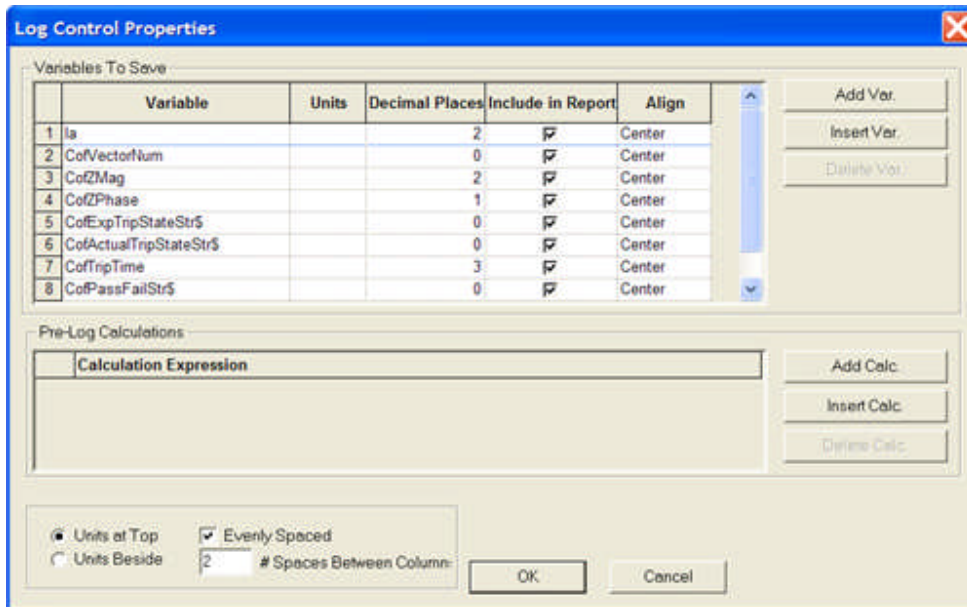 Log Control Properties
Variables To Save
Variable Units Decimal Places Include in Report Align
1 Ia 2 Center
2 CofVectorNum 0 Center
3 CofZMag 2 Center
4 CofZPhase 1 Center
5 CofExpTripStateStr$ 0 Center
6 CofActualTripStateStr$ 0 Center
7 CofTripTime 3 Center
8 CofPassFailStr$ 0 Center
Add Var.
Insert Var.
Delete Var.
Pre-Log Calculations
Calculation Expression
Add Calc.
Insert Calc.
Delete Calc.
Units at Top Evenly Spaced
Units Beside 2 # Spaces Between Column:
OK Cancel